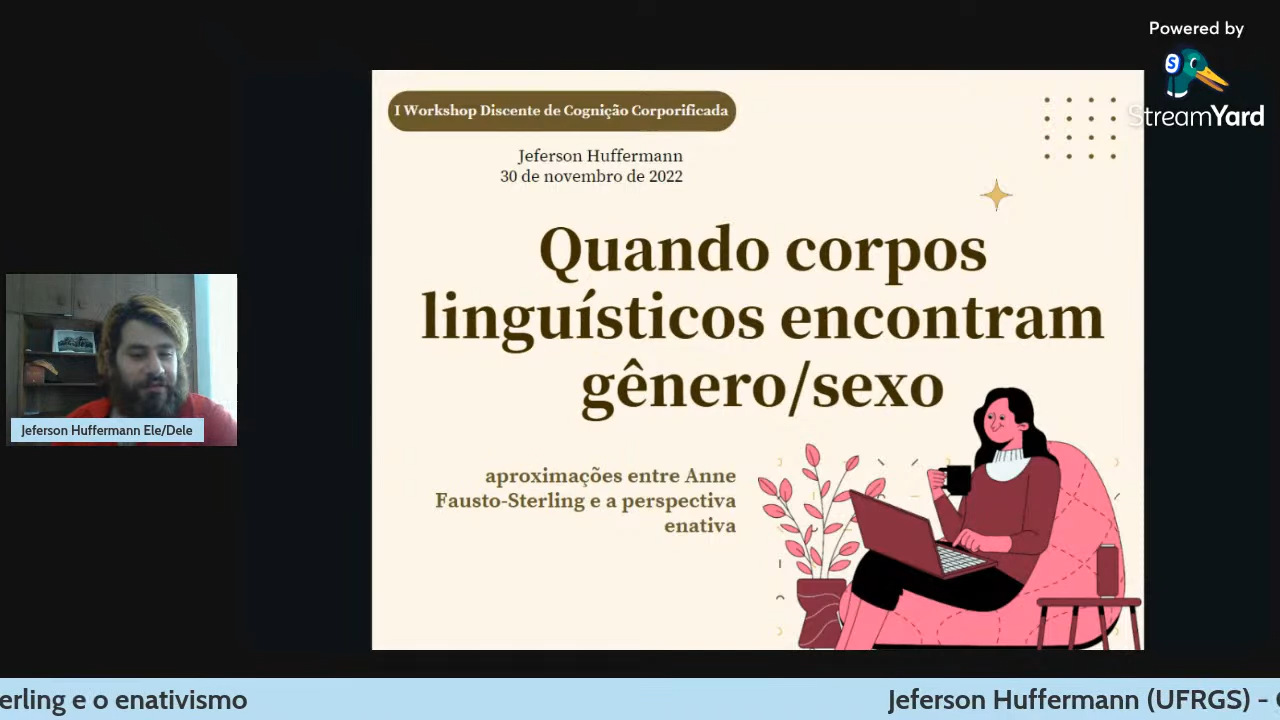 Powered by
StreamYard
I Workshop Discente de Cognição Corporificada
Jeferson Huffermann
30 de novembro de 2022
Quando corpos
linguísticos encontram
gênero/sexo
aproximações entre Anne
Fausto-Sterling e a perspectiva
enativa
Jeferson Huffermann Ele/Dele
erling e o enativismo
Jeferson Huffermann (UFRGS) -